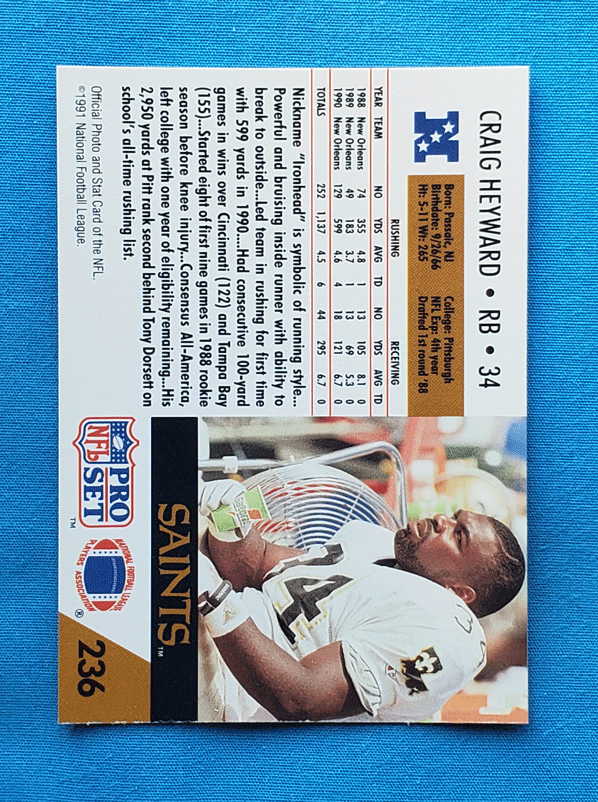 CRAIG HEYWARD • RB • 34
N
Born: Passaic, NJ College: Pittsburgh
Birthdate: 9/26/66 NFL Exp: 4th year
Ht: 5-11 Wt: 265 Drafted 1st round '88
RUSHING RECEIVING
YEAR TEAM NO YDS AVG TD NO YDS AVG TD
1988 New Orleans 74 355 4.8 1 13 105 8.1 0
1989 New Orleans 49 183 3.7 1 13 69 5.3 0
1990 New Orleans 129 599 4.6 4 18 121 6.7 0
TOTALS 252 1,137 4.5 6 44 295 6.7 0
Nickname "Ironhead" is symbolic of running style...
Powerful and bruising inside runner with ability to
break to outside...Led team in rushing for first time
with 599 yards in 1990....Had consecutive 100-yard
games in wins over Cincinnati (122) and Tampa Bay
(155)...Started eight of first nine games in 1988 rookie
season before knee injury...Consensus All-America,
left college with one year of eligibility remaining...His
2,950 yards at Pitt rank second behind Tony Dorsett on
school's all-time rushing list.
Official Photo and Stat Card of the NFL.
©1991 National Football League.
34
SAINTS™
PRO
NFL
SET
™
NATIONAL FOOTBALL LEAGUE
PLAYERS ASSOCIATION
®
236